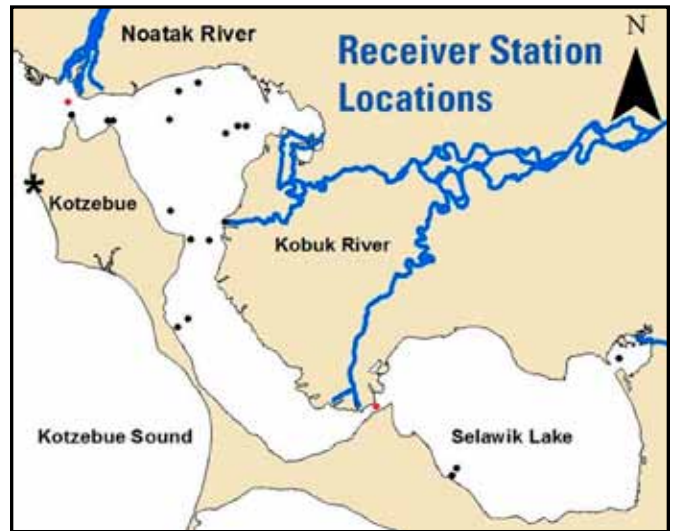 Noatak River
Receiver Station
Locations
N
Kotzebue
Kobuk River
Kotzebue Sound
Selawik Lake